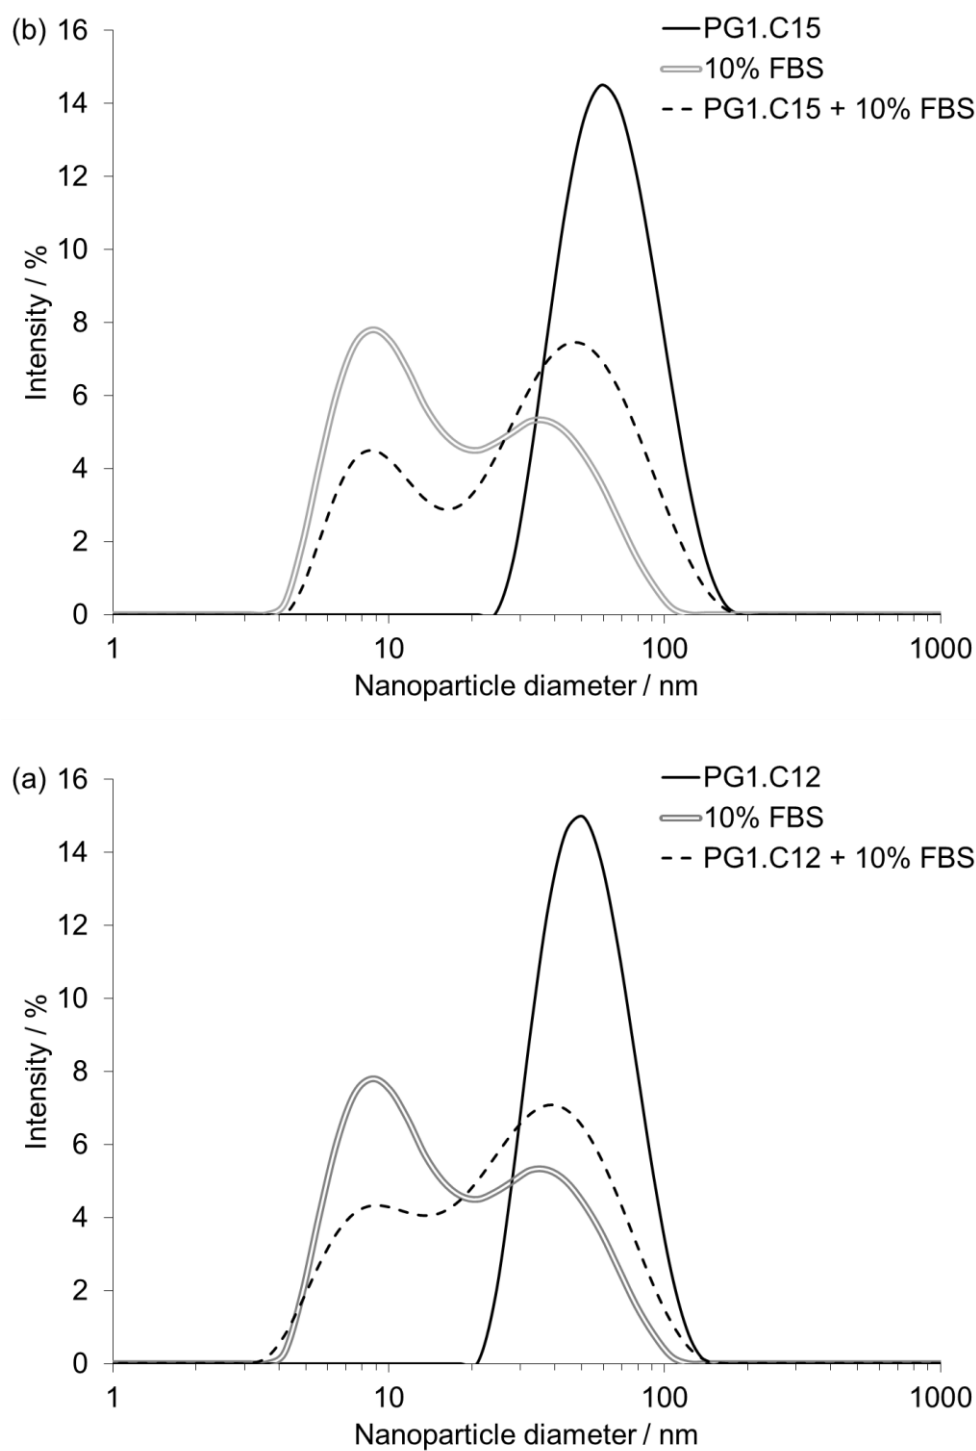 (b)
PG1.C15
10% FBS
PG1.C15 + 10% FBS
Intensity / %
16
14
12
10
8
6
4
2
0
1
10
100
1000
Nanoparticle diameter / nm
(a)
PG1.C12
10% FBS
PG1.C12 + 10% FBS
Intensity / %
16
14
12
10
8
6
4
2
0
1
10
100
1000
Nanoparticle diameter / nm